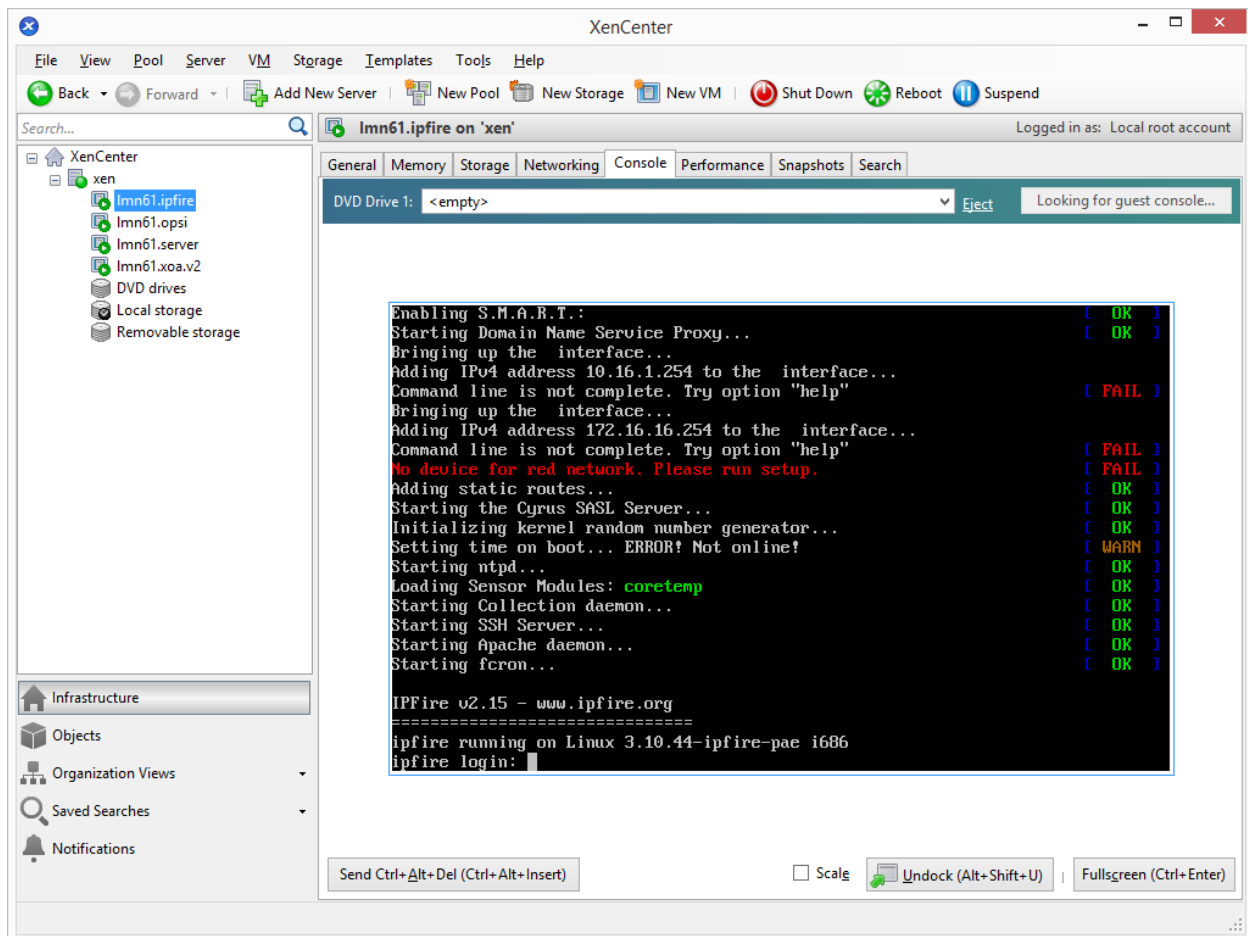 XenCenter
File View Pool Server VM Storage Templates Tools Help
Back Forward Add New Server New Pool New Storage New VM Shut Down Reboot Suspend
Search...
lmn61.ipfire on 'xen' Logged in as: Local root account
XenCenter
xen
lmn61.ipfire
lmn61.opsi
lmn61.server
lmn61.xoa.v2
DVD drives
Local storage
Removable storage
General Memory Storage Networking Console Performance Snapshots Search
DVD Drive 1: <empty> Eject Looking for guest console...
Enabling S.M.A.R.T.: [ OK ]
Starting Domain Name Service Proxy... [ OK ]
Bringing up the  interface...
Adding IPv4 address 10.16.1.254 to the  interface...
Command line is not complete. Try option "help" [ FAIL ]
Bringing up the  interface...
Adding IPv4 address 172.16.16.254 to the  interface...
Command line is not complete. Try option "help" [ FAIL ]
No device for red network. Please run setup. [ FAIL ]
Adding static routes... [ OK ]
Starting the Cyrus SASL Server... [ OK ]
Initializing kernel random number generator... [ OK ]
Setting time on boot... ERROR! Not online! [ WARN ]
Starting ntpd... [ OK ]
Loading Sensor Modules: coretemp [ OK ]
Starting Collection daemon... [ OK ]
Starting SSH Server... [ OK ]
Starting Apache daemon... [ OK ]
Starting fcron... [ OK ]
IPFire v2.15 - www.ipfire.org
===============================
ipfire running on Linux 3.10.44-ipfire-pae i686
ipfire login:
Infrastructure
Objects
Organization Views
Saved Searches
Notifications
Send Ctrl+Alt+Del (Ctrl+Alt+Insert) Scale Undock (Alt+Shift+U) Fullscreen (Ctrl+Enter)